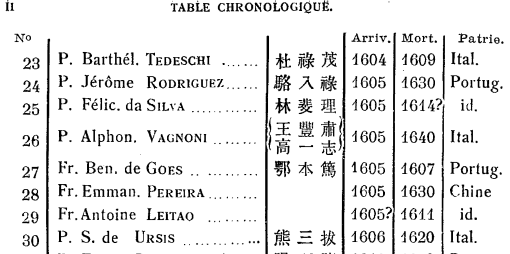 II TABLE CHRONOLOGIQUE.
No Arriv. Mort. Patrie.
23 P. Barthél. TEDESCHI ...... 杜祿茂 1604 1609 Ital.
24 P. Jérôme RODRIGUEZ...... 駱入祿 1605 1630 Portug.
25 P. Félic. da SILVA ........... 林斐理 1605 1614? id.
26 P. Alphon. VAGNONI ......... {王豐肅 高一志} 1605 1640 Ital.
27 Fr. Ben. de GOES ............ 鄂本篤 1605 1607 Portug.
28 Fr. Emman. PEREIRA ......... 1605 1630 Chine
29 Fr. Antoine LEITAO ......... 1605? 1611 id.
30 P. S. de URSIS ............ 熊三拔 1606 1620 Ital.